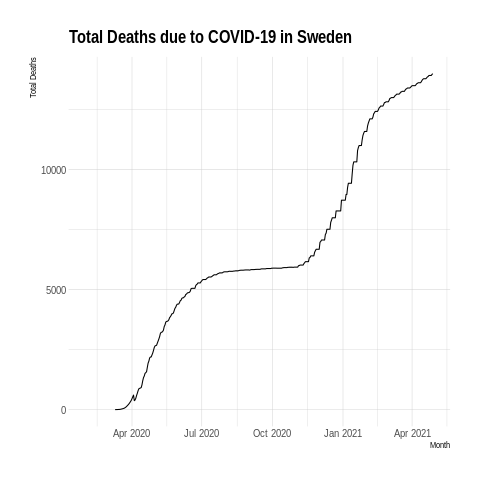 Total Deaths due to COVID-19 in Sweden
Total Deaths
10000
5000
0
Apr 2020 Jul 2020 Oct 2020 Jan 2021 Apr 2021
Month